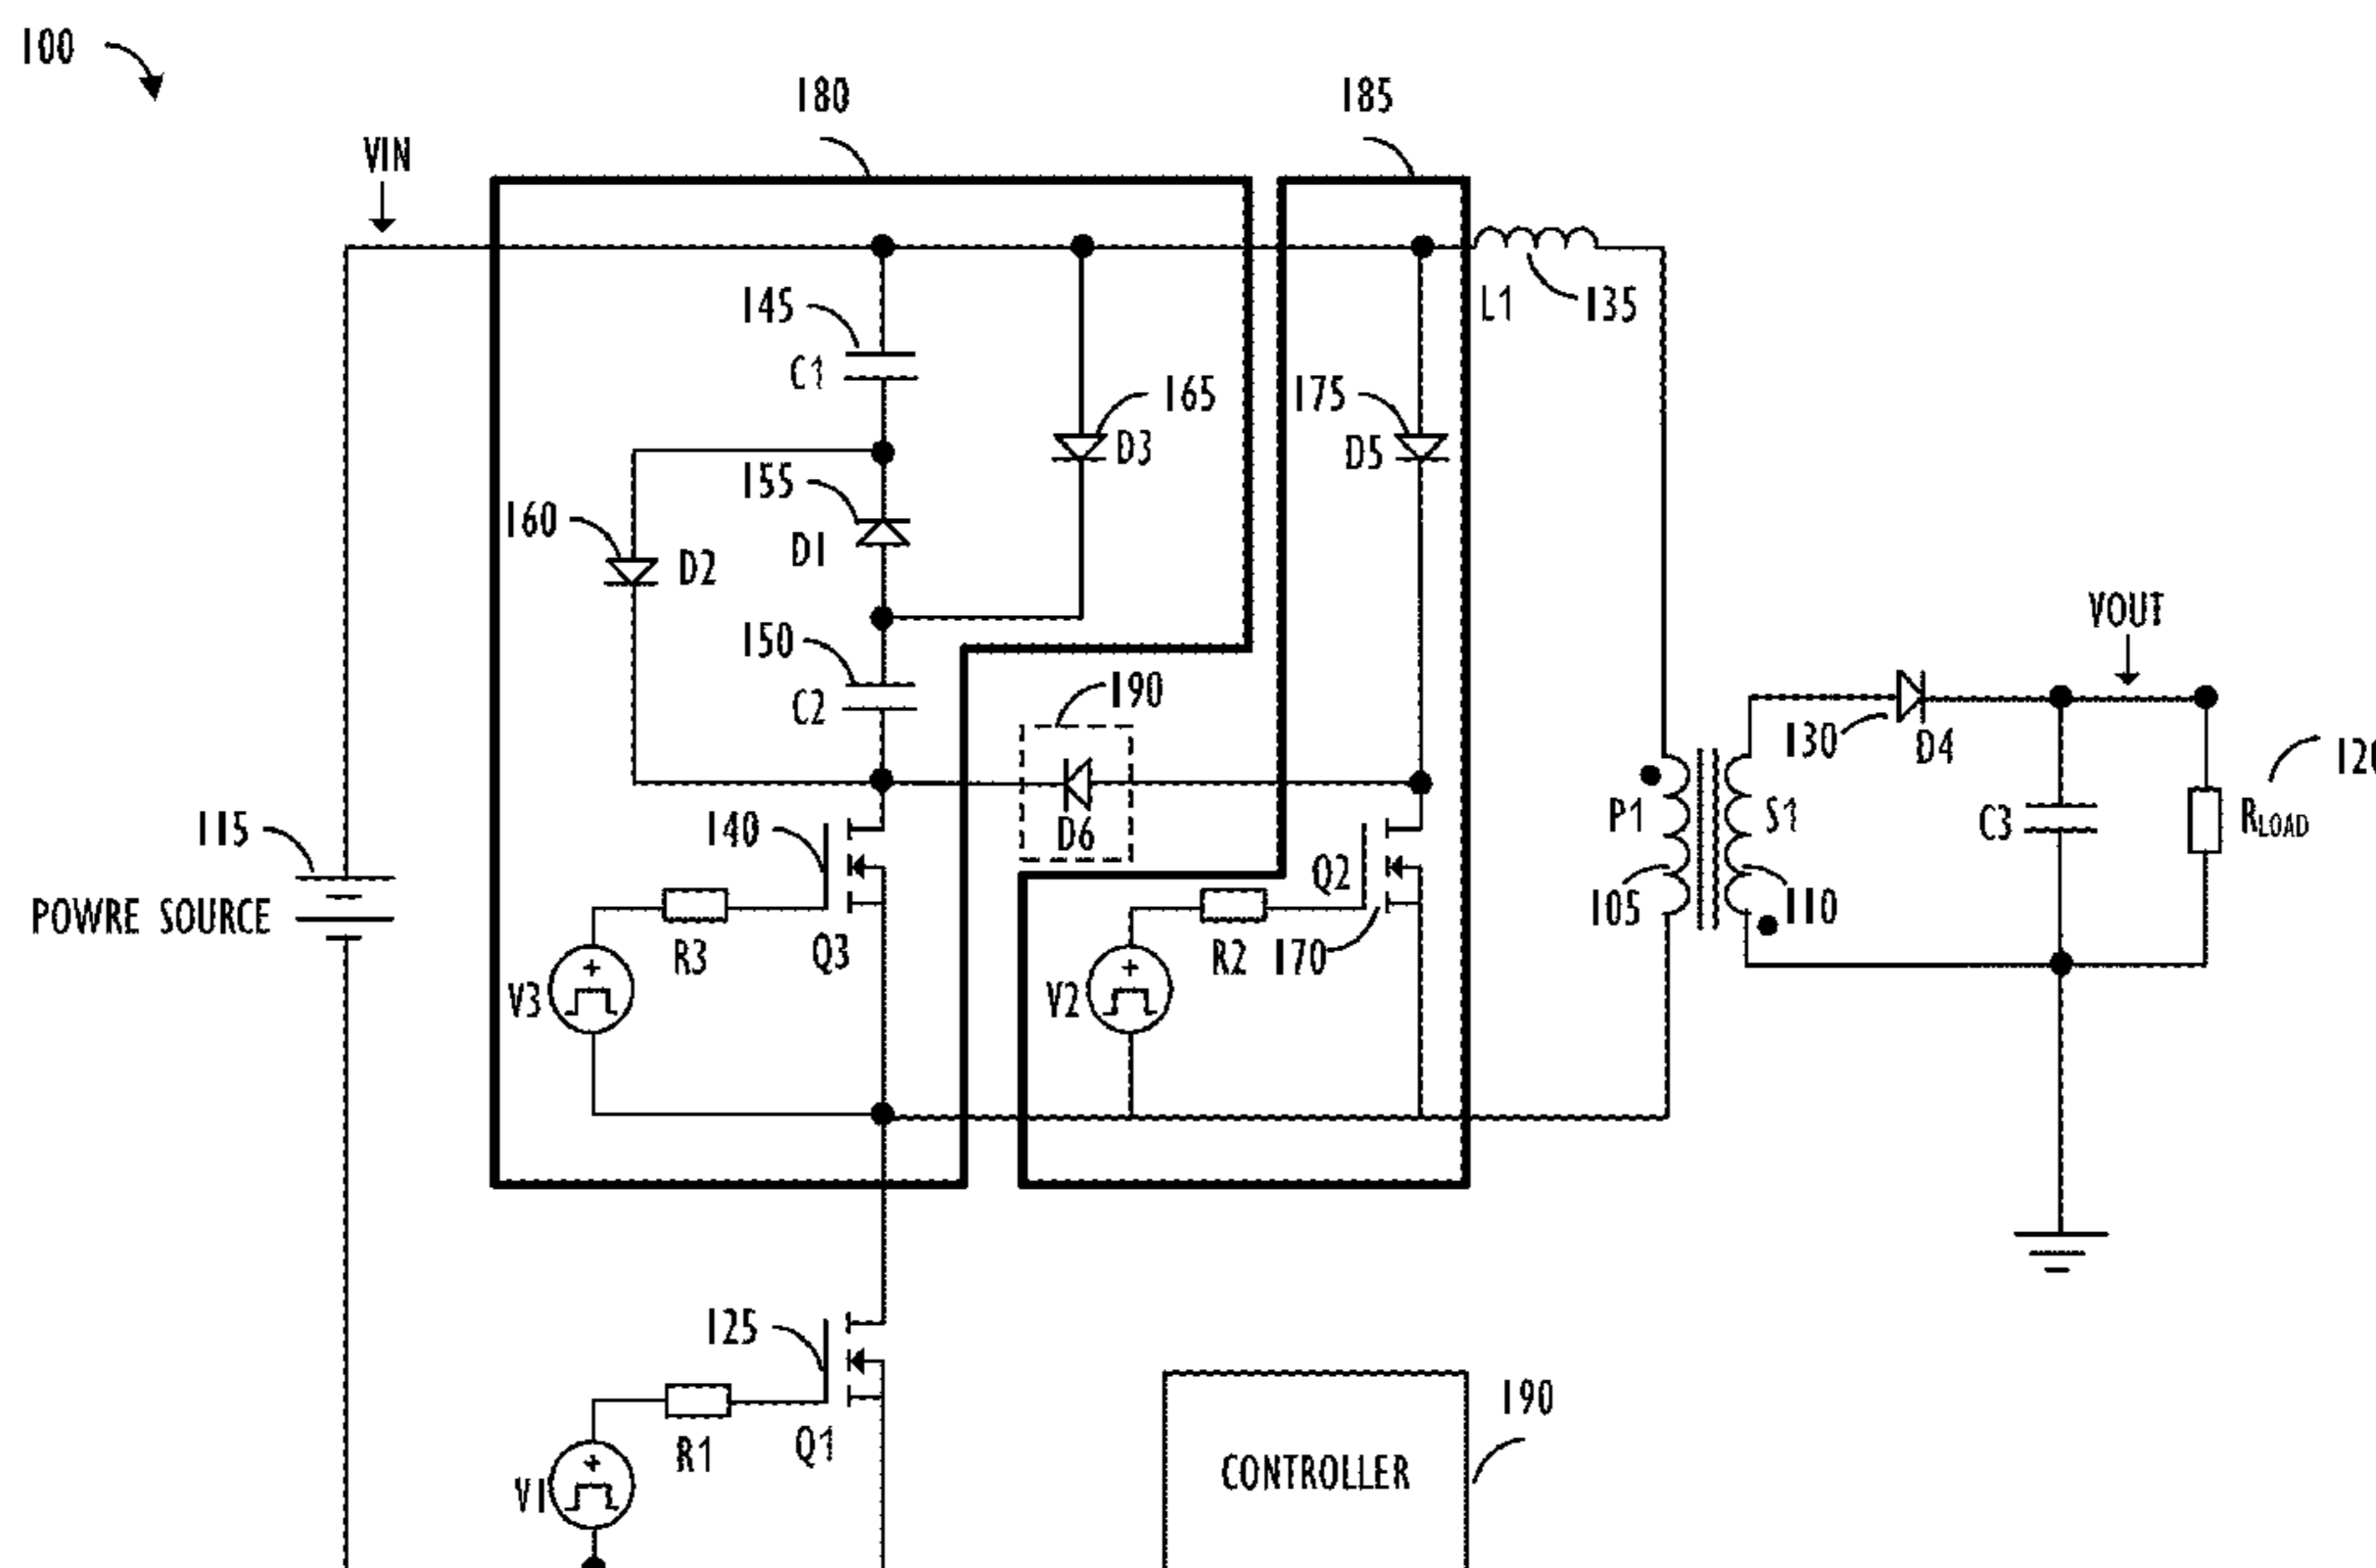 100
180
185
VIN
145
C1
L1
135
165
D3
175
D5
155
160
D1
D2
150
C2
190
D6
VOUT
130
D4
115
POWRE SOURCE
140
Q2
P1
S1
C3
R LOAD
105
110
R3
Q3
R2
170
V3
V2
125
R1
Q1
V1
CONTROLLER
190